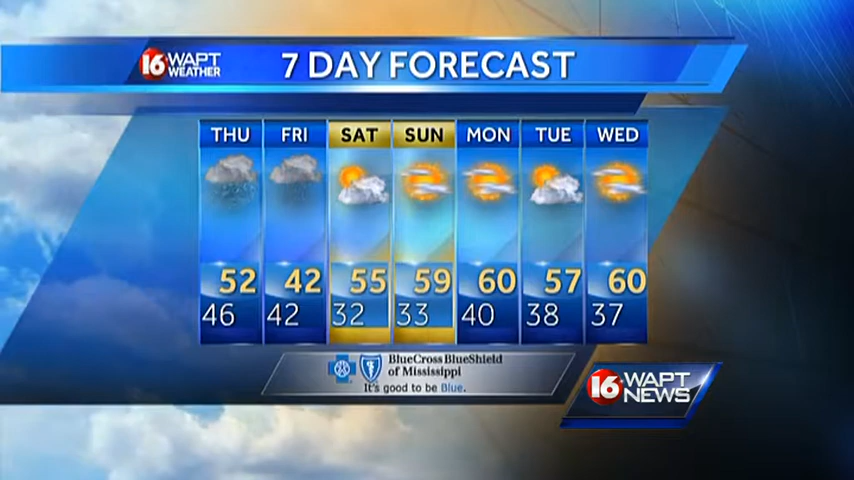 16 WAPT
WEATHER
7 DAY FORECAST
THU FRI SAT SUN MON TUE WED
52 42 55 59 60 57 60
46 42 32 33 40 38 37
BlueCross BlueShield
of Mississippi
It's good to be Blue.
16 WAPT
NEWS